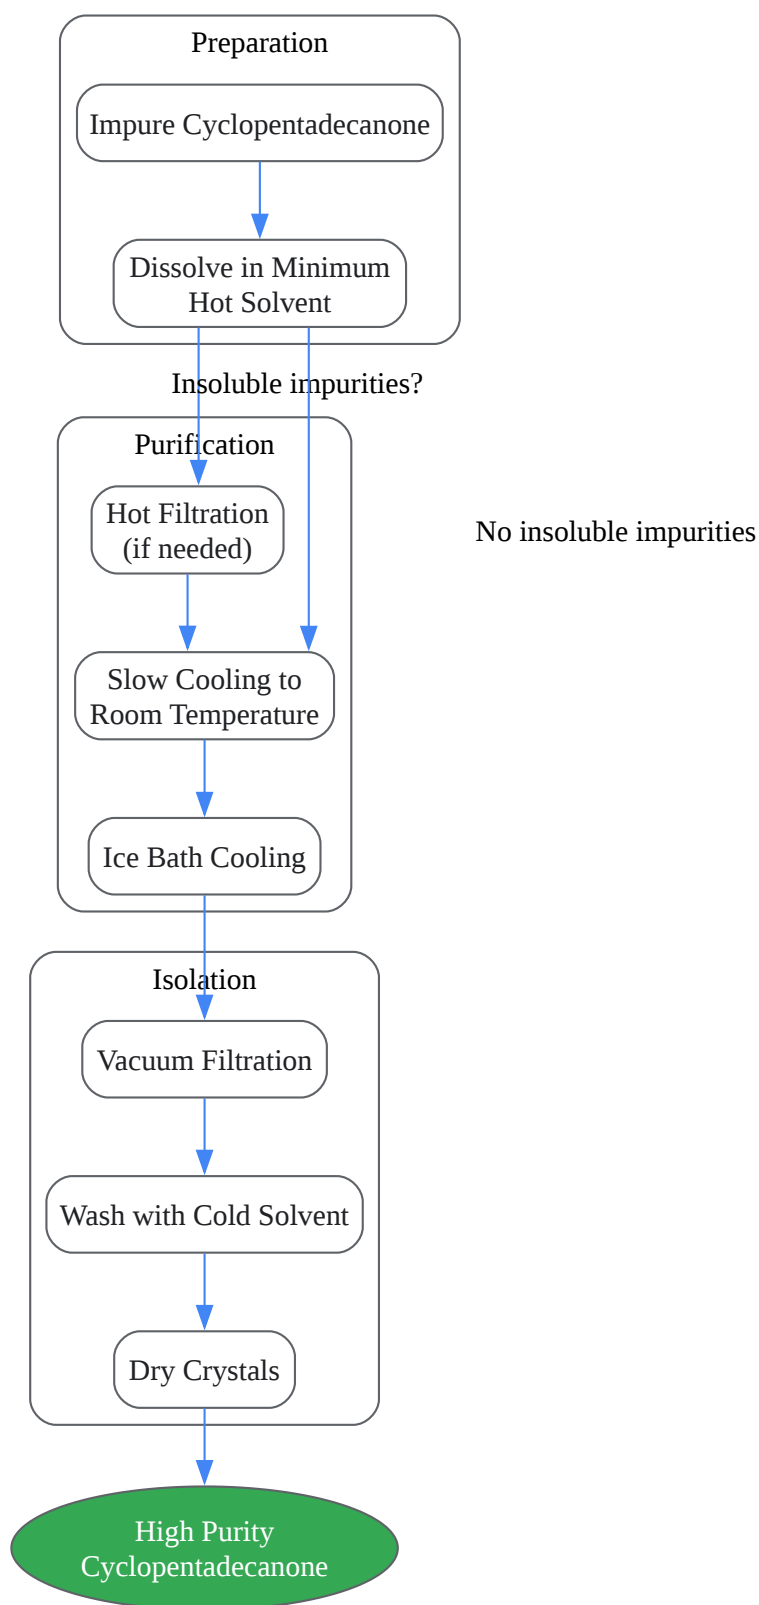 Preparation
Impure Cyclopentadecanone
Dissolve in Minimum
Hot Solvent
Insoluble impurities?
Purification
Hot Filtration
(if needed)
No insoluble impurities
Slow Cooling to
Room Temperature
Ice Bath Cooling
Isolation
Vacuum Filtration
Wash with Cold Solvent
Dry Crystals
High Purity
Cyclopentadecanone